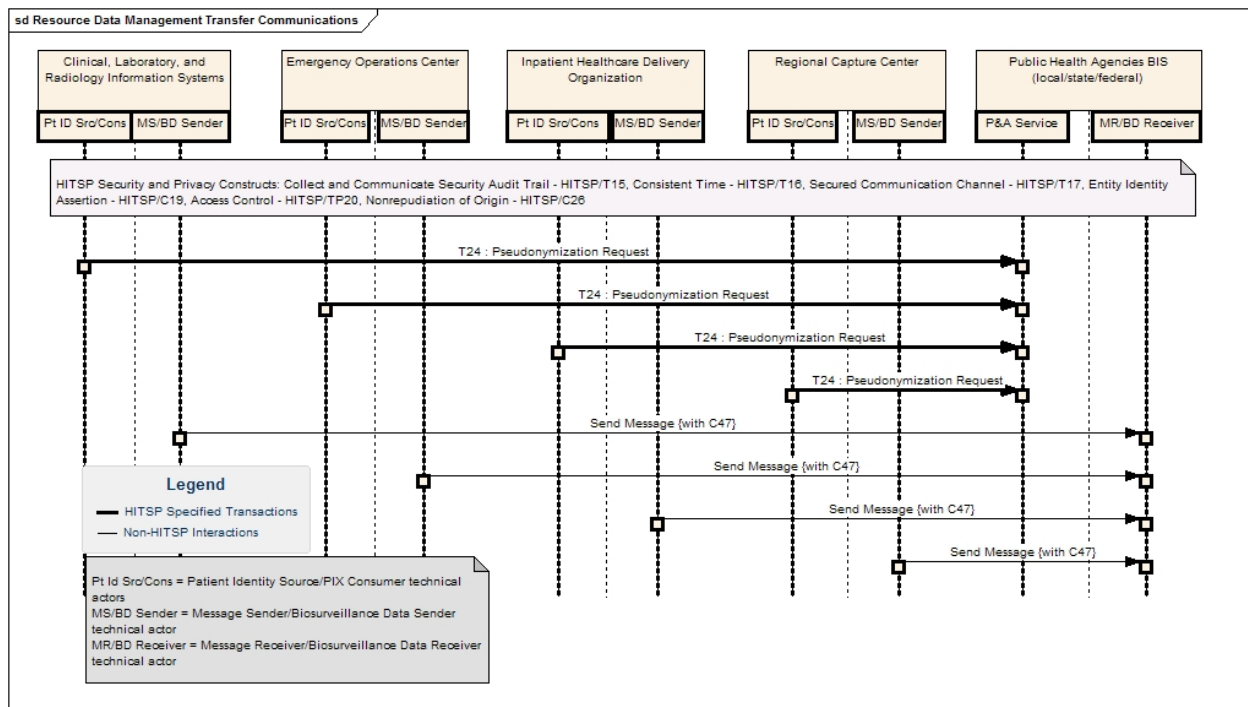 sd Resource Data Management Transfer Communications
Clinical, Laboratory, and
Radiology Information Systems
Emergency Operations Center
Inpatient Healthcare Delivery
Organization
Regional Capture Center
Public Health Agencies BIS
(local/state/federal)
Pt ID Src/Cons
MS/BD Sender
Pt ID Src/Cons
MS/BD Sender
Pt ID Src/Cons
MS/BD Sender
Pt ID Src/Cons
MS/BD Sender
P&A Service
MR/BD Receiver
HITSP Security and Privacy Constructs: Collect and Communicate Security Audit Trail - HITSP/T15, Consistent Time - HITSP/T16, Secured Communication Channel - HITSP/T17, Entity Identity
Assertion - HITSP/C19, Access Control - HITSP/TP20, Nonrepudiation of Origin - HITSP/C26
T24 : Pseudonymization Request
T24 : Pseudonymization Request
T24 : Pseudonymization Request
T24 : Pseudonymization Request
Send Message {with C47}
Send Message {with C47}
Send Message {with C47}
Send Message {with C47}
Legend
HITSP Specified Transactions
Non-HITSP Interactions
Pt Id Src/Cons = Patient Identity Source/PIX Consumer technical
actors
MS/BD Sender = Message Sender/Biosurveillance Data Sender
technical actor
MR/BD Receiver = Message Receiver/Biosurveillance Data Receiver
technical actor